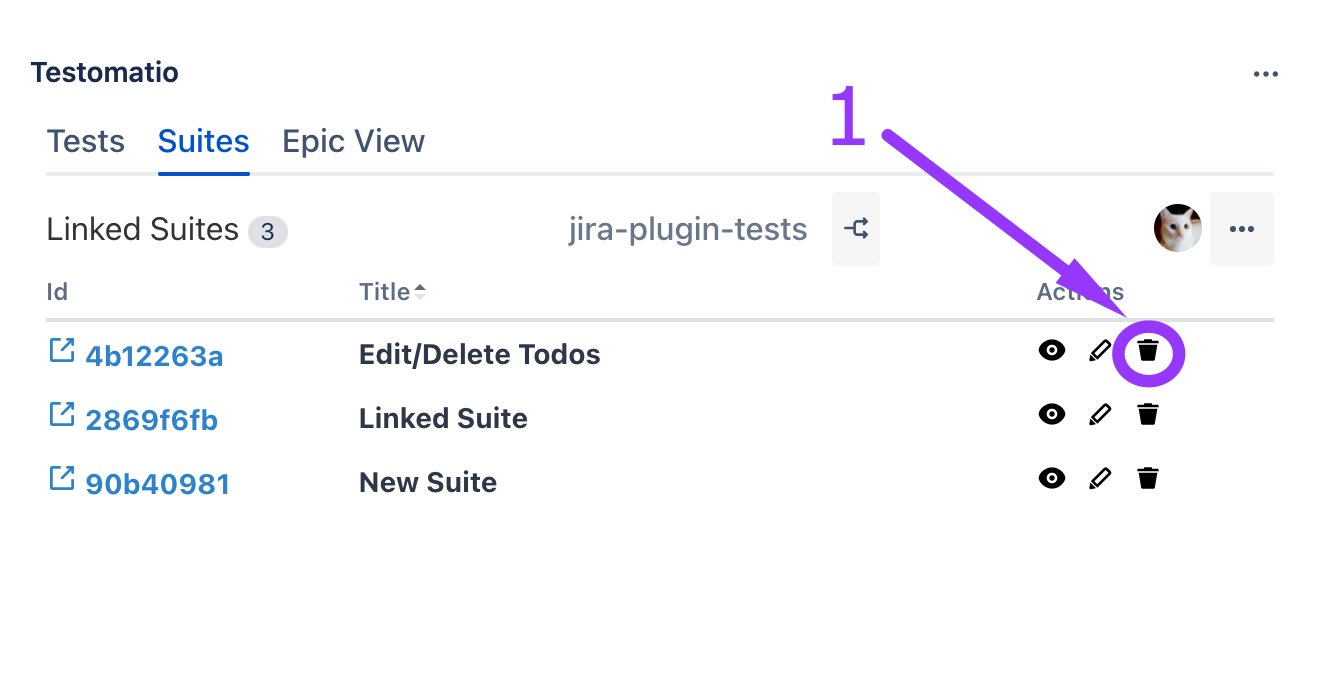 Testomatio
Tests Suites Epic View
1
Linked Suites 3 jira-plugin-tests
Id Title Actions
4b12263a Edit/Delete Todos
2869f6fb Linked Suite
90b40981 New Suite